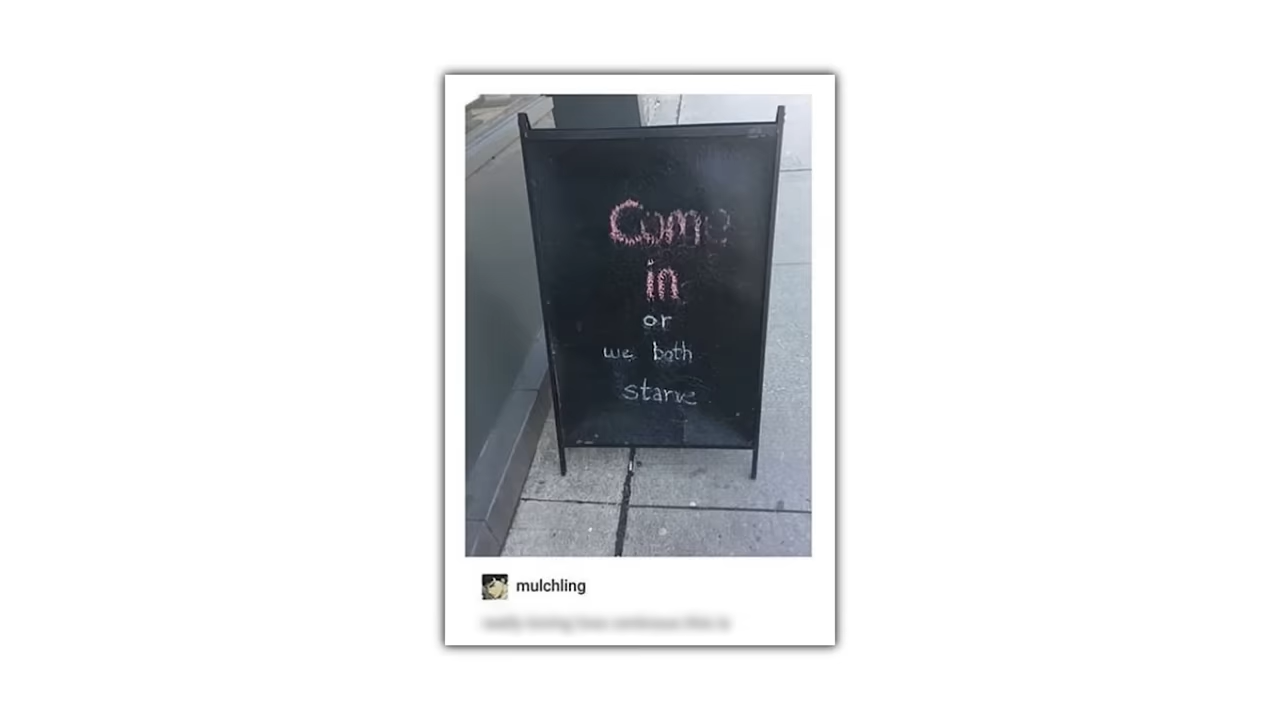 Come
in
or
we both
starve
mulchling